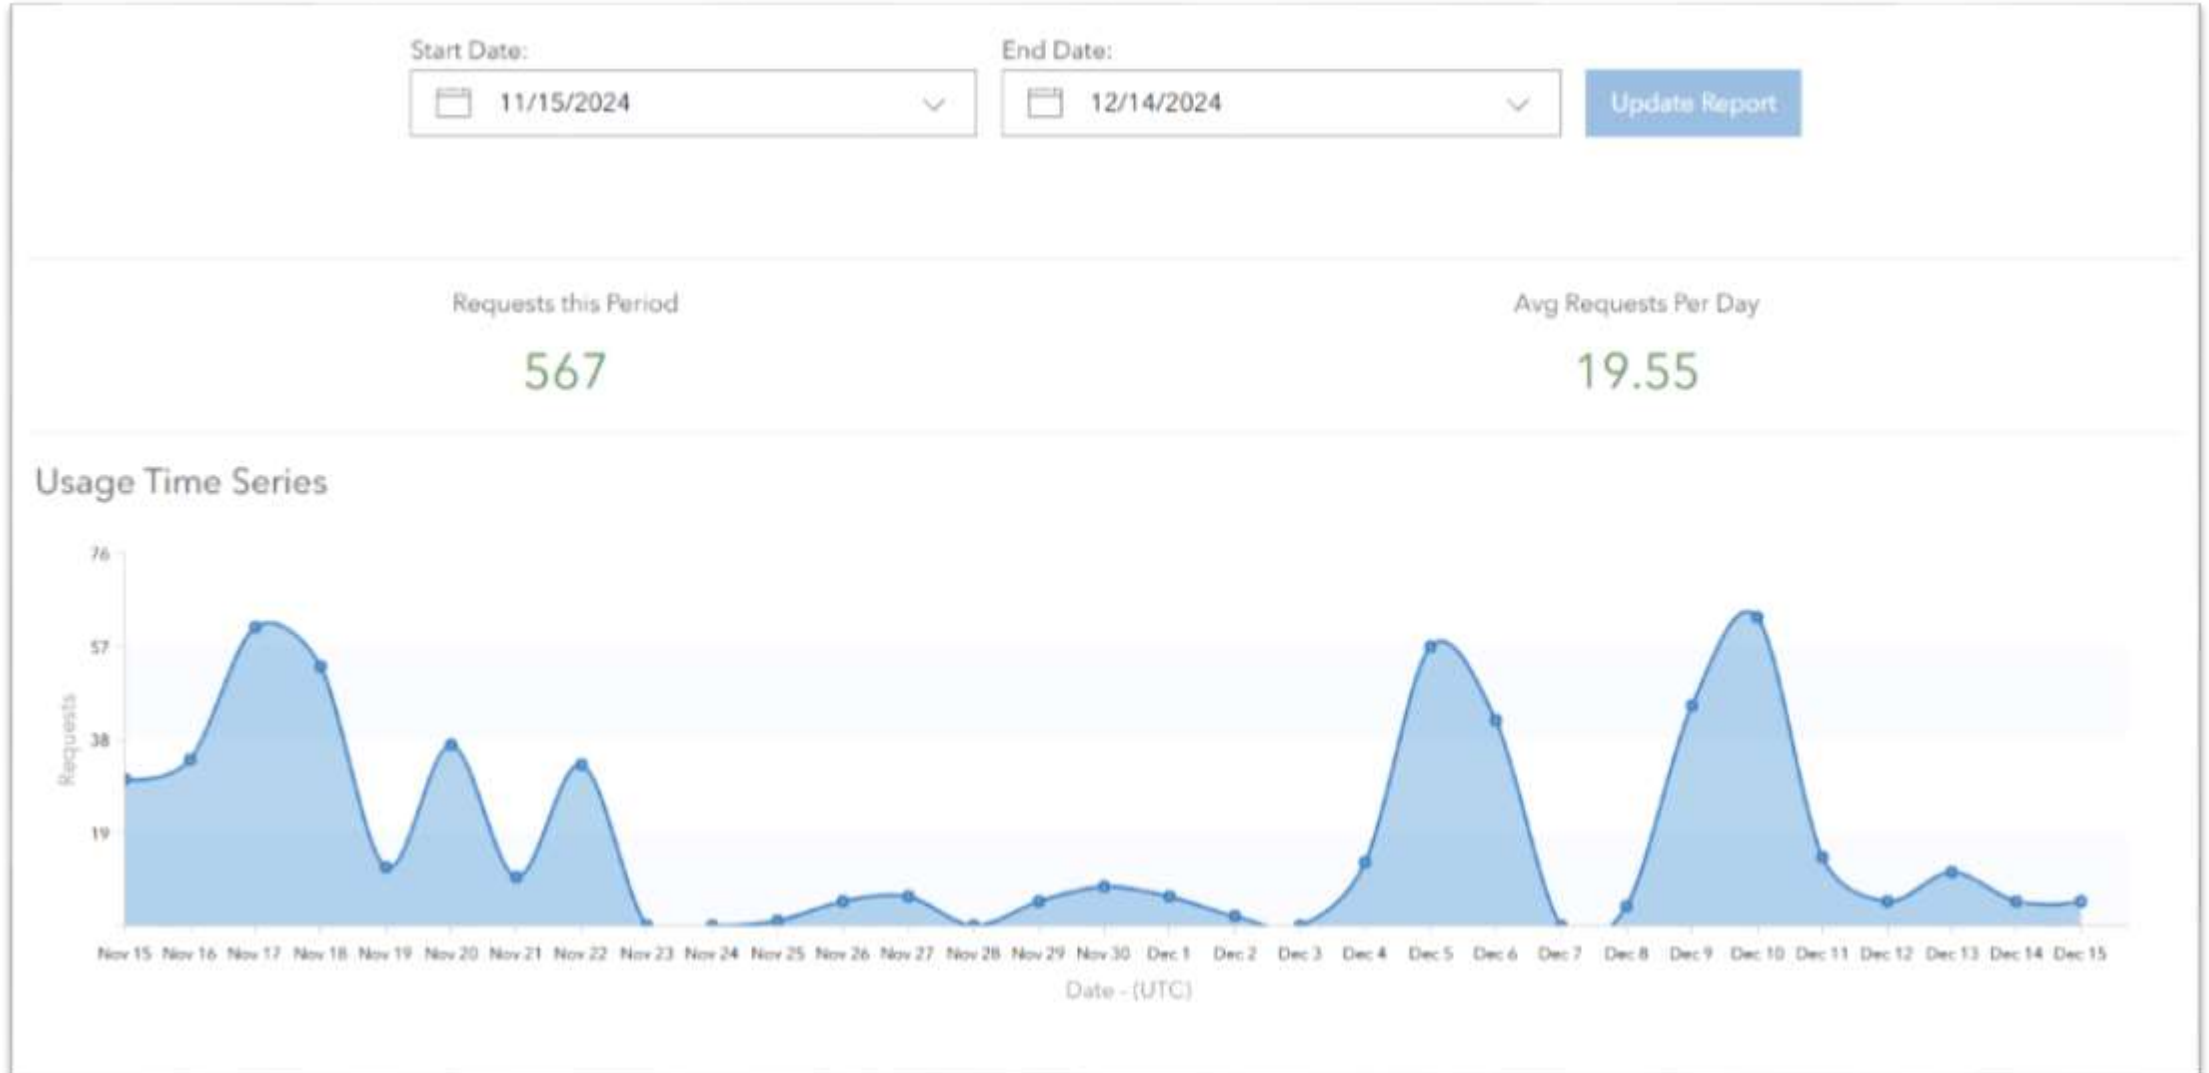 Start Date:
End Date:
11/15/2024
12/14/2024
Update Report
Requests this Period
Avg Requests Per Day
567
19.55
Usage Time Series
76
57
38
19
Requests
Nov 15 Nov 16 Nov 17 Nov 18 Nov 19 Nov 20 Nov 21 Nov 22 Nov 23 Nov 24 Nov 25 Nov 26 Nov 27 Nov 28 Nov 29 Nov 30 Dec 1 Dec 2 Dec 3 Dec 4 Dec 5 Dec 6 Dec 7 Dec 8 Dec 9 Dec 10 Dec 11 Dec 12 Dec 13 Dec 14 Dec 15
Date - (UTC)